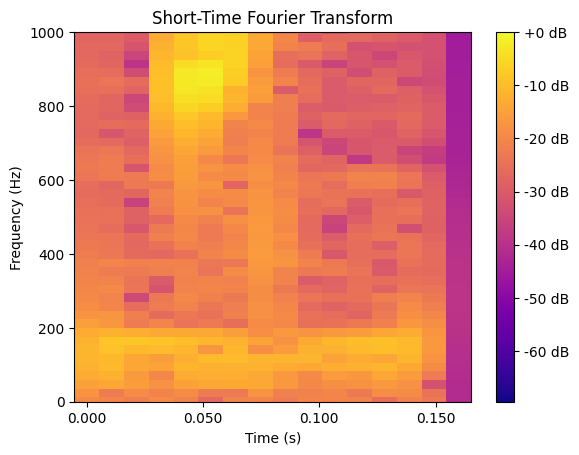 Short-Time Fourier Transform
1000
800
600
400
200
0
Frequency (Hz)
0.000
0.050
0.100
0.150
Time (s)
+0 dB
-10 dB
-20 dB
-30 dB
-40 dB
-50 dB
-60 dB